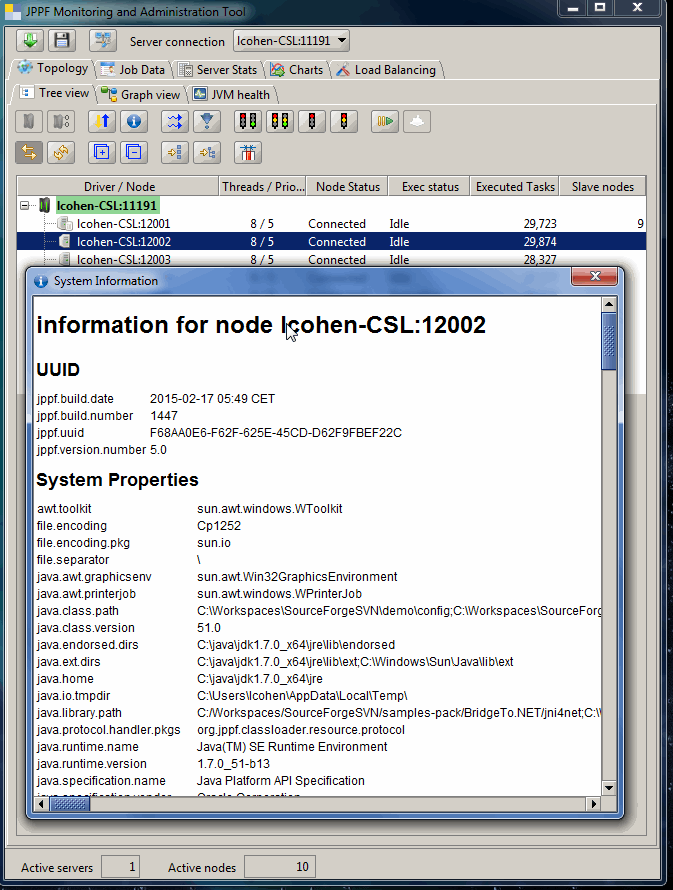 JPPF Monitoring and Administration Tool
Server connection lcohen-CSL:11191
Topology Job Data Server Stats Charts Load Balancing
Tree view Graph view JVM health
Driver / Node Threads / Prio... Node Status Exec status Executed Tasks Slave nodes
lcohen-CSL:11191
lcohen-CSL:12001 8 / 5 Connected Idle 29,723 9
lcohen-CSL:12002 8 / 5 Connected Idle 29,874
lcohen-CSL:12003 8 / 5 Connected Idle 28,327
System Information
information for node lcohen-CSL:12002
UUID
jppf.build.date 2015-02-17 05:49 CET
jppf.build.number 1447
jppf.uuid F68AA0E6-F62F-625E-45CD-D62F9FBEF22C
jppf.version.number 5.0
System Properties
awt.toolkit sun.awt.windows.WToolkit
file.encoding Cp1252
file.encoding.pkg sun.io
file.separator \
java.awt.graphicsenv sun.awt.Win32GraphicsEnvironment
java.awt.printerjob sun.awt.windows.WPrinterJob
java.class.path C:\Workspaces\SourceForgeSVN\demo\config;C:\Workspaces\SourceForg
java.class.version 51.0
java.endorsed.dirs C:\java\jdk1.7.0_x64\jre\lib\endorsed
java.ext.dirs C:\java\jdk1.7.0_x64\jre\lib\ext;C:\Windows\Sun\Java\lib\ext
java.home C:\java\jdk1.7.0_x64\jre
java.io.tmpdir C:\Users\lcohen\AppData\Local\Temp\
java.library.path C:/Workspaces/SourceForgeSVN/samples-pack/BridgeTo.NET/jni4net;C:\
java.protocol.handler.pkgs org.jppf.classloader.resource.protocol
java.runtime.name Java(TM) SE Runtime Environment
java.runtime.version 1.7.0_51-b13
java.specification.name Java Platform API Specification
java.specification.vendor Oracle Corporation
Active servers 1 Active nodes 10